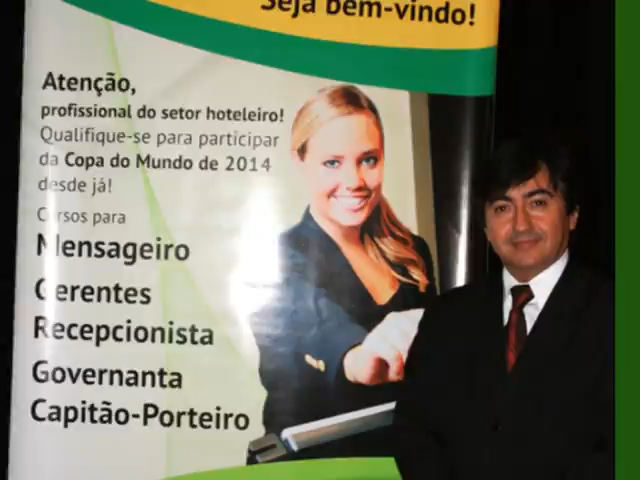 Seja bem-vindo!
Atenção,
profissional do setor hoteleiro!
Qualifique-se para participar
da Copa do Mundo de 2014
desde já!
Cursos para
Mensageiro
Gerentes
Recepcionista
Governanta
Capitão-Porteiro